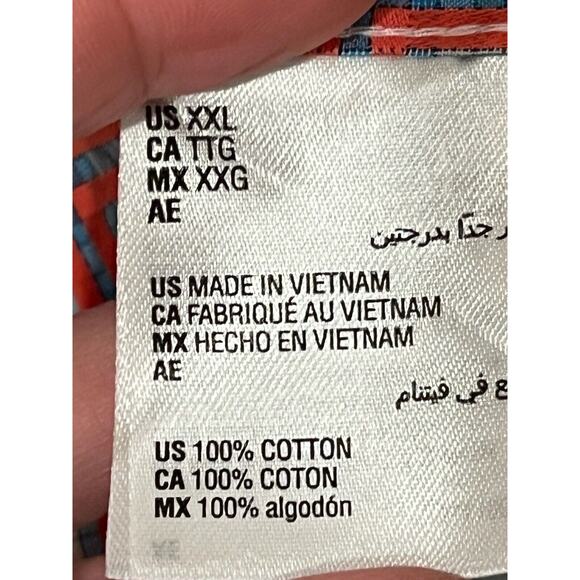 US XXL
CA TTG
MX XXG
AE
جدًا بدرجتين
US MADE IN VIETNAM
CA FABRIQUÉ AU VIETNAM
MX HECHO EN VIETNAM
AE
في فيتنام
US 100% COTTON
CA 100% COTON
MX 100% algodón